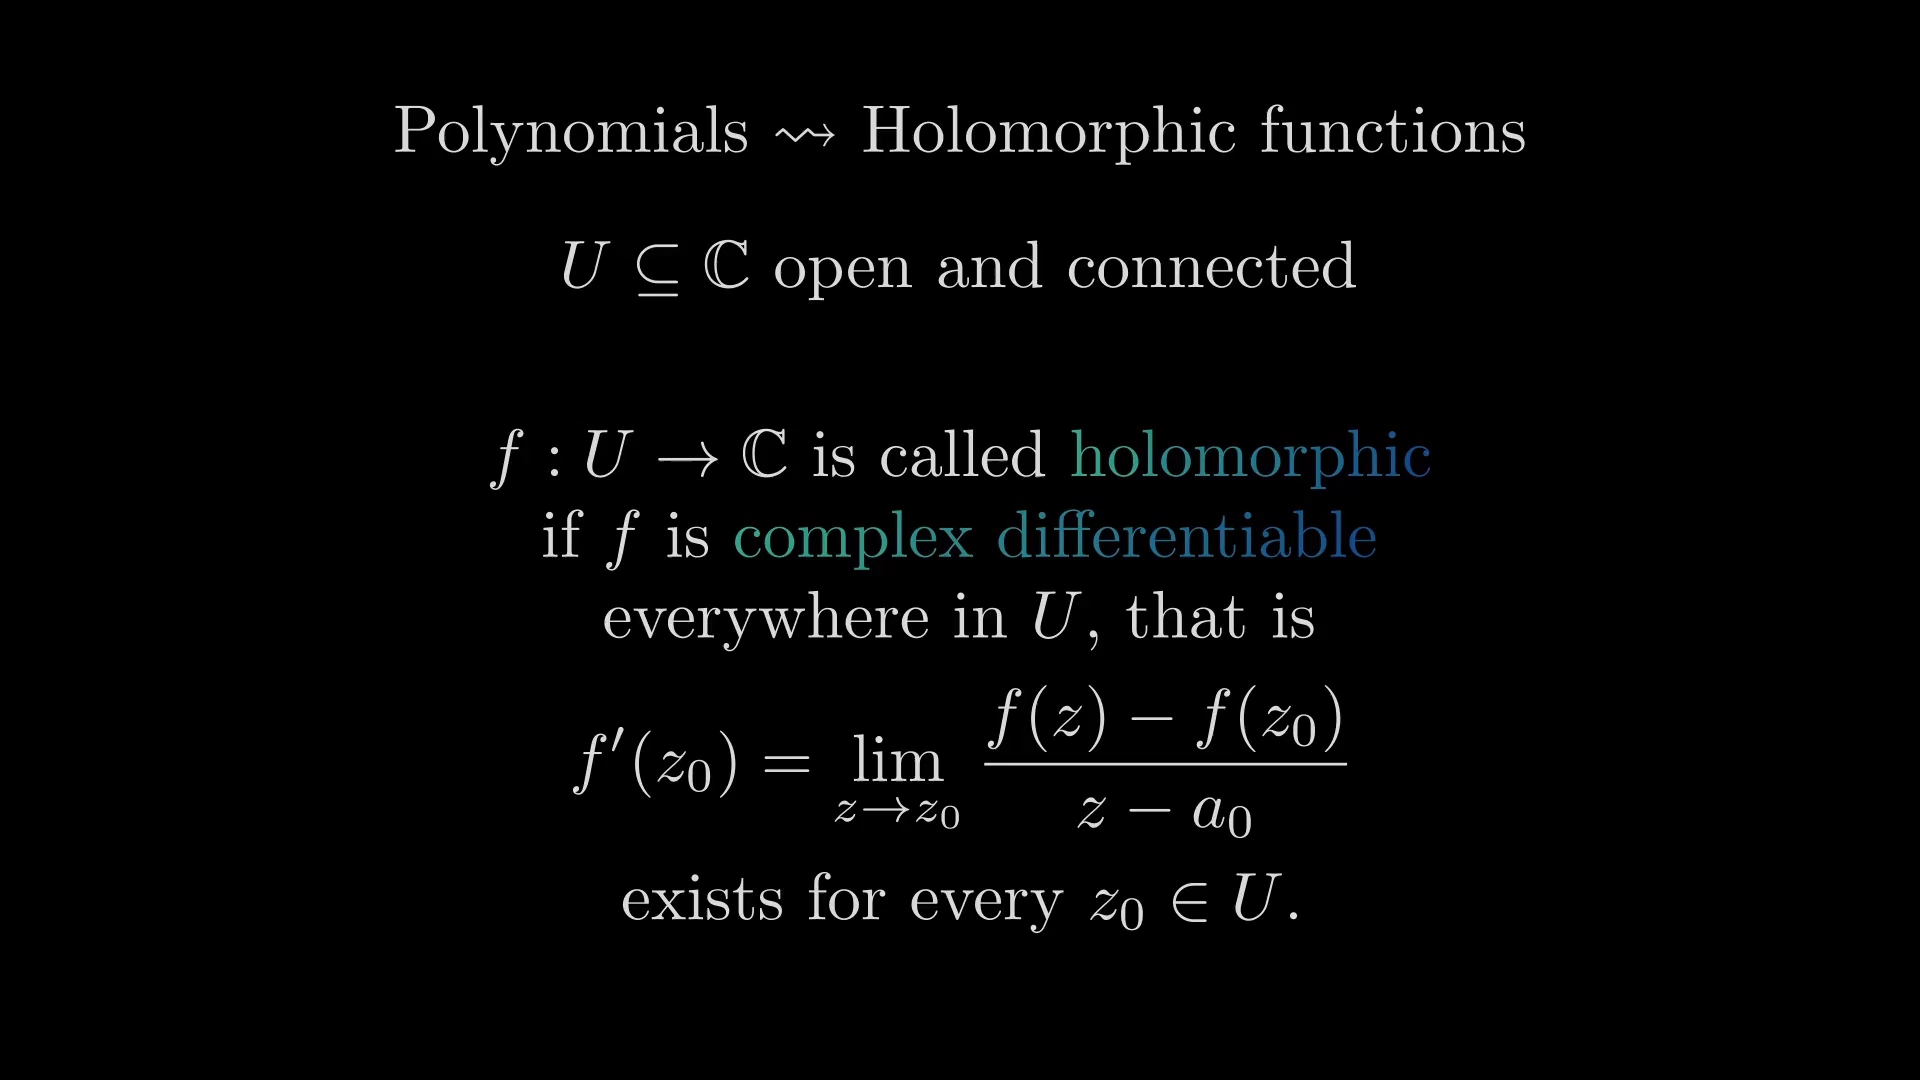 Polynomials ⇝ Holomorphic functions
U ⊆ ℂ open and connected
f : U → ℂ is called holomorphic
if f is complex differentiable
everywhere in U, that is
f′(z₀) = lim_{z→z₀} (f(z) − f(z₀)) / (z − a₀)
exists for every z₀ ∈ U.